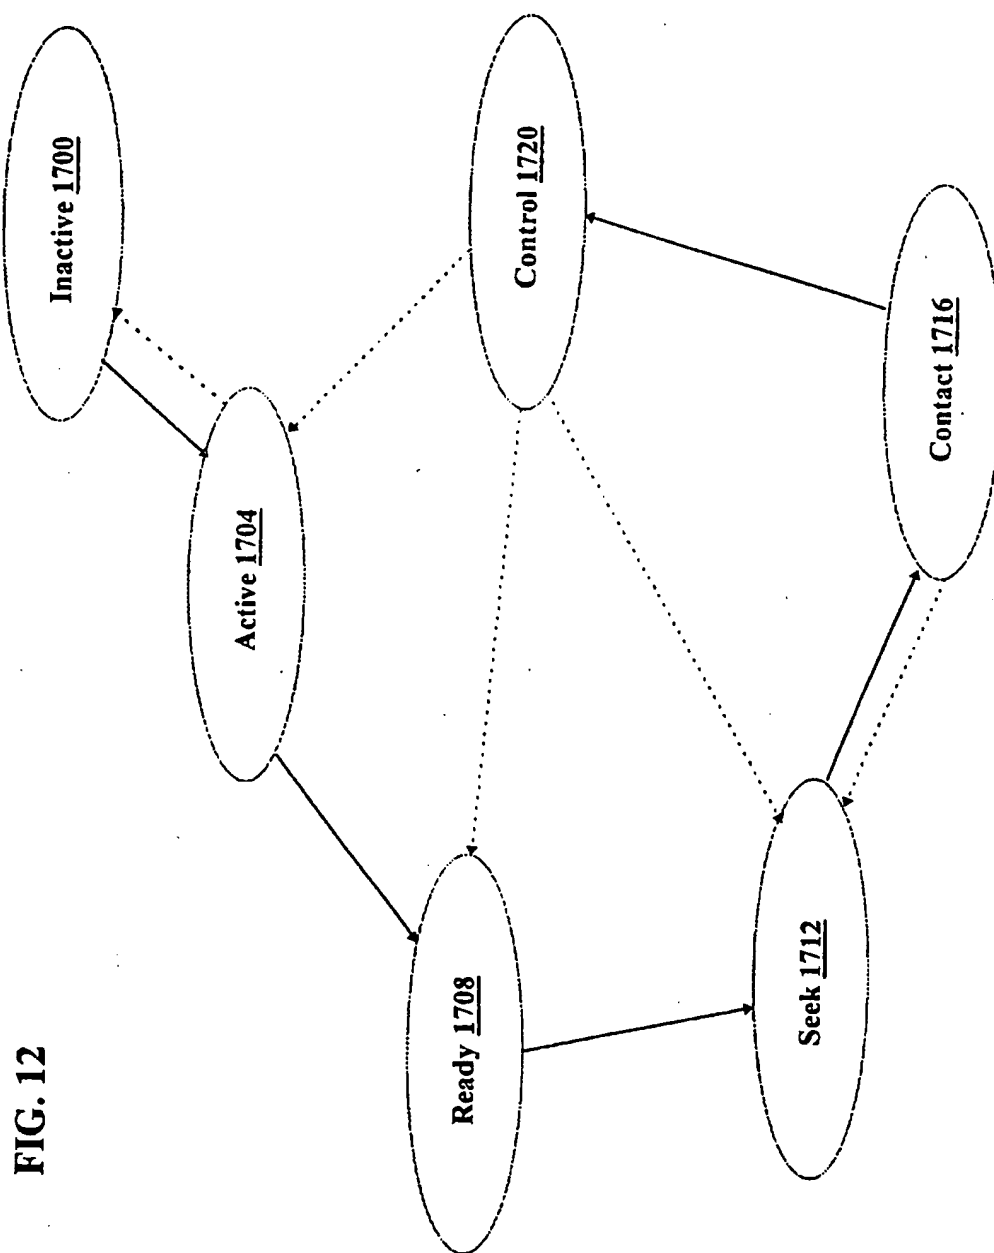 FIG. 12
Inactive 1700
Active 1704
Control 1720
Ready 1708
Seek 1712
Contact 1716